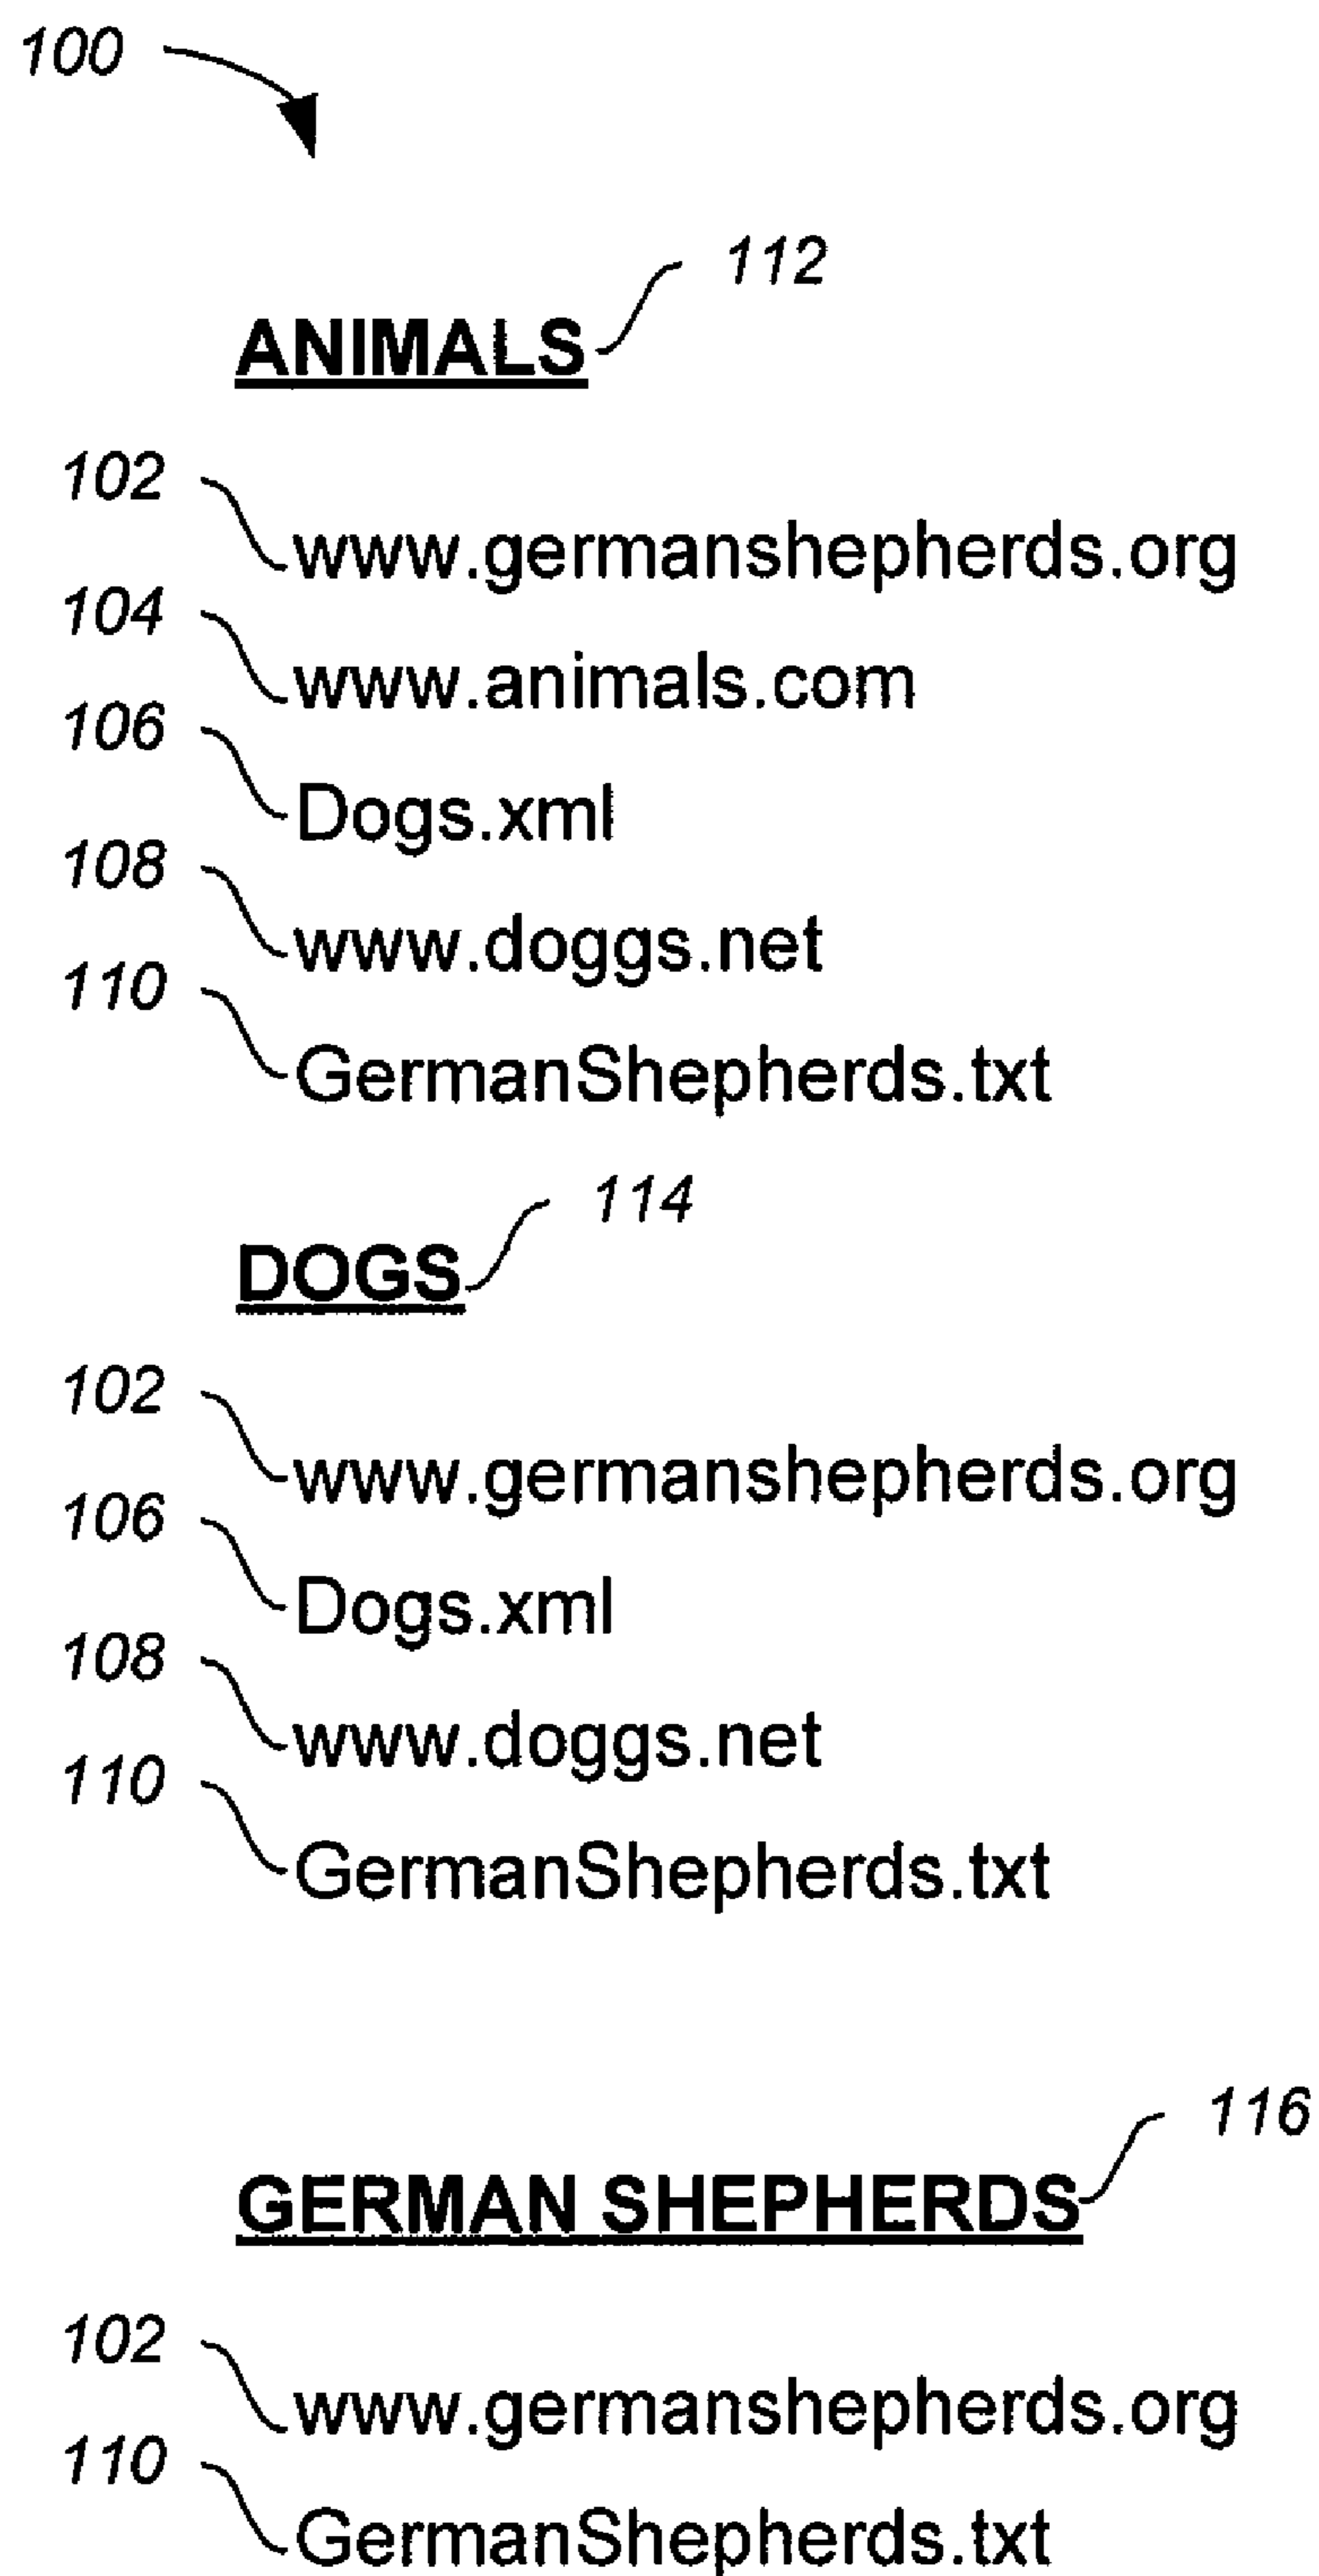 100
112
ANIMALS
102
www.germanshepherds.org
104
www.animals.com
106
Dogs.xml
108
www.doggs.net
110
GermanShepherds.txt
114
DOGS
102
www.germanshepherds.org
106
Dogs.xml
108
www.doggs.net
110
GermanShepherds.txt
116
GERMAN SHEPHERDS
102
www.germanshepherds.org
110
GermanShepherds.txt